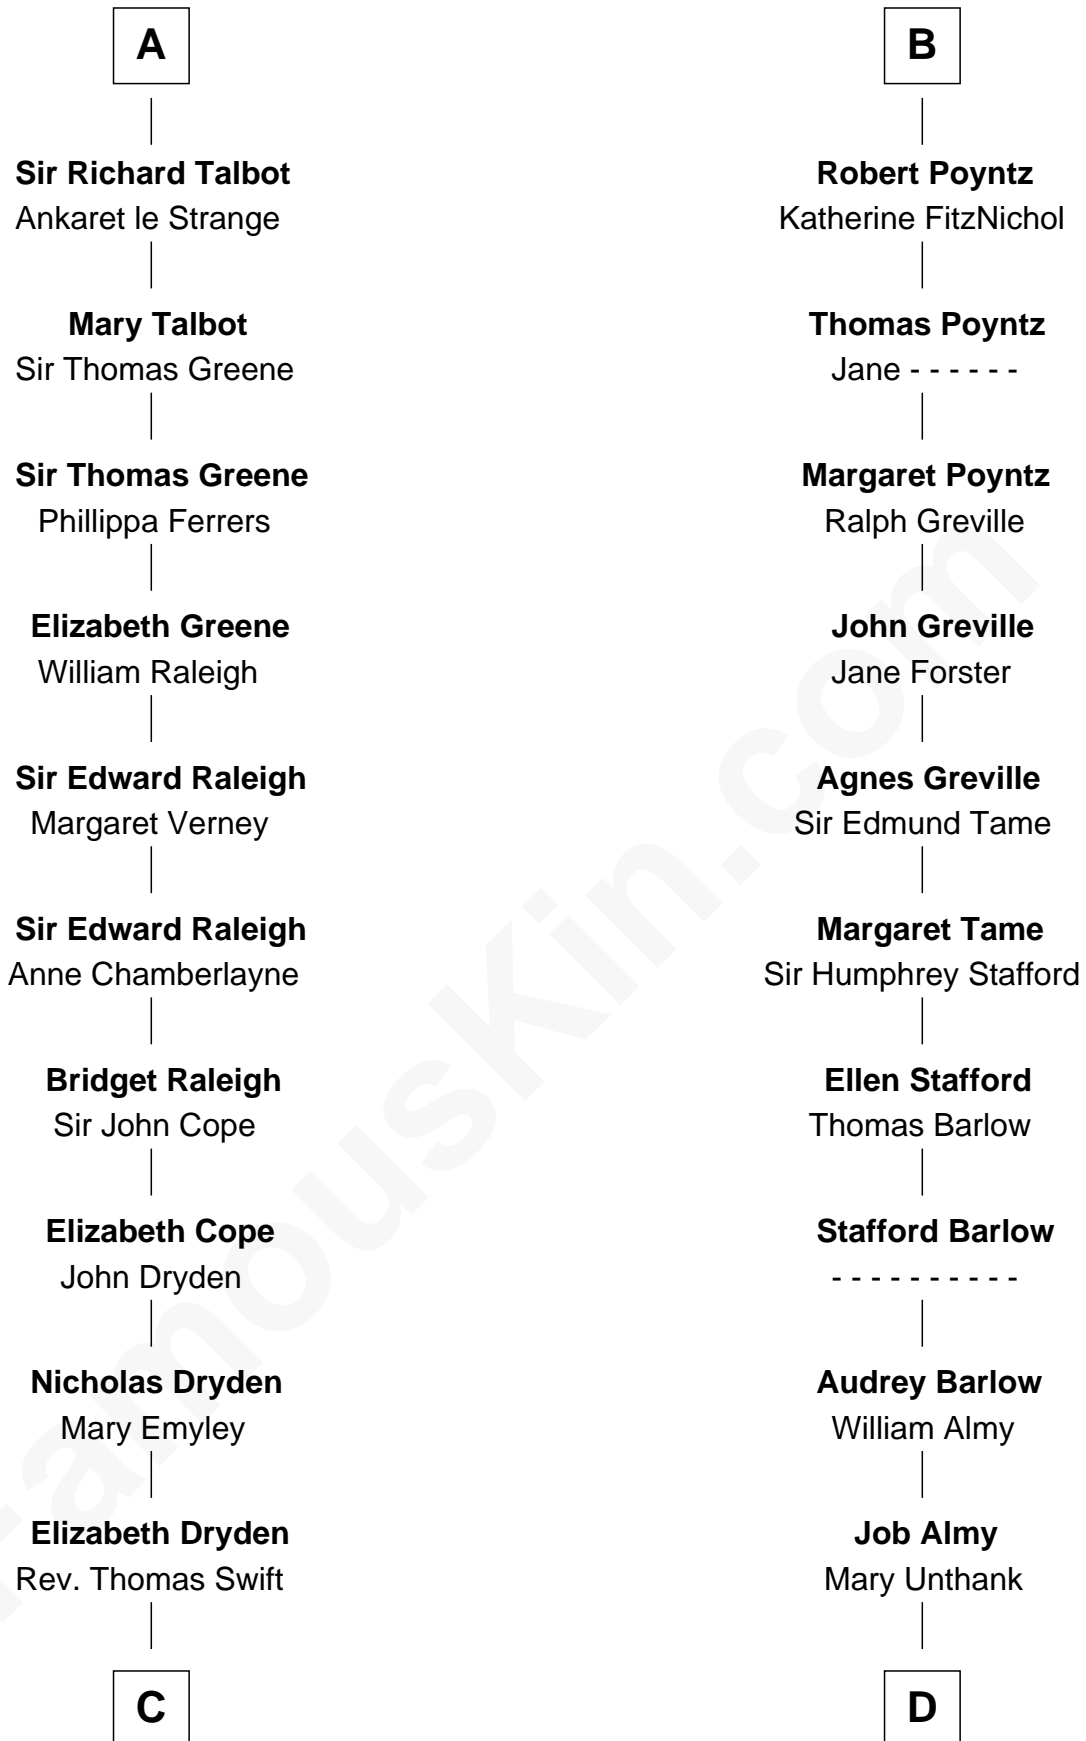 A
Sir Richard Talbot
Ankaret le Strange
Mary Talbot
Sir Thomas Greene
Sir Thomas Greene
Phillippa Ferrers
Elizabeth Greene
William Raleigh
Sir Edward Raleigh
Margaret Verney
Sir Edward Raleigh
Anne Chamberlayne
Bridget Raleigh
Sir John Cope
Elizabeth Cope
John Dryden
Nicholas Dryden
Mary Emyley
Elizabeth Dryden
Rev. Thomas Swift
C
B
Robert Poyntz
Katherine FitzNichol
Thomas Poyntz
Jane - - - - - -
Margaret Poyntz
Ralph Greville
John Greville
Jane Forster
Agnes Greville
Sir Edmund Tame
Margaret Tame
Sir Humphrey Stafford
Ellen Stafford
Thomas Barlow
Stafford Barlow
- - - - - - - - - -
Audrey Barlow
William Almy
Job Almy
Mary Unthank
D
FamousKin.com